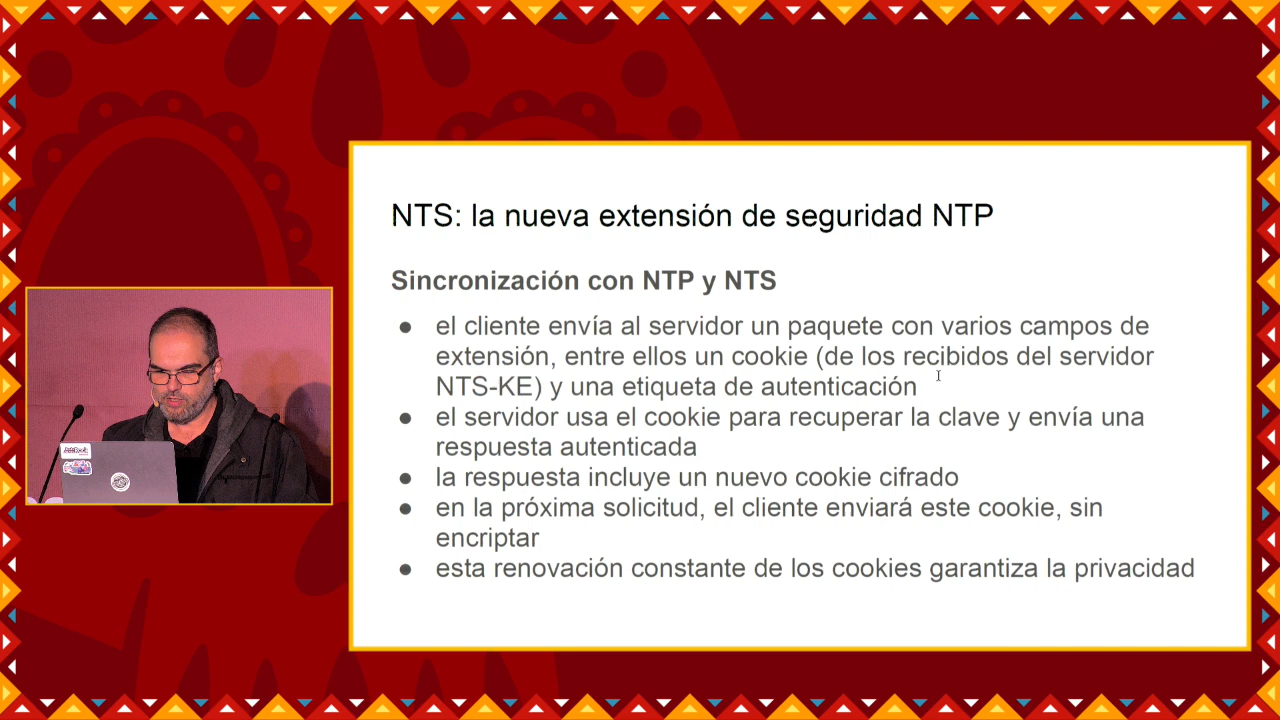 NTS: la nueva extensión de seguridad NTP
Sincronización con NTP y NTS
● el cliente envía al servidor un paquete con varios campos de
extensión, entre ellos un cookie (de los recibidos del servidor
NTS-KE) y una etiqueta de autenticación
● el servidor usa el cookie para recuperar la clave y envía una
respuesta autenticada
● la respuesta incluye un nuevo cookie cifrado
● en la próxima solicitud, el cliente enviará este cookie, sin
encriptar
● esta renovación constante de los cookies garantiza la privacidad